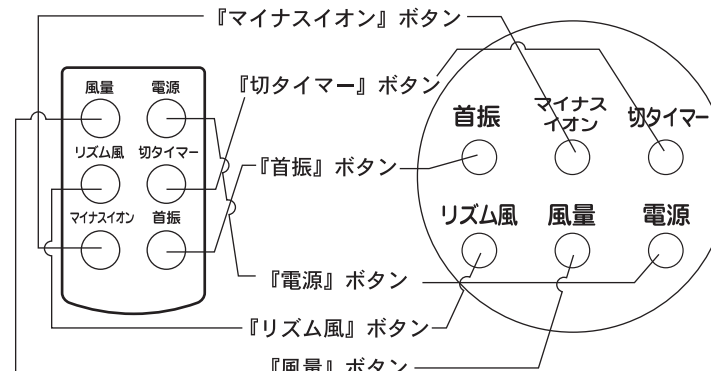 『マイナスイオン』ボタン
『切タイマー』ボタン
『首振』ボタン
『電源』ボタン
『リズム風』ボタン
『風量』ボタン
風量 電源
リズム風 切タイマー
マイナスイオン 首振
首振 マイナス
イオン 切タイマー
リズム風 風量 電源